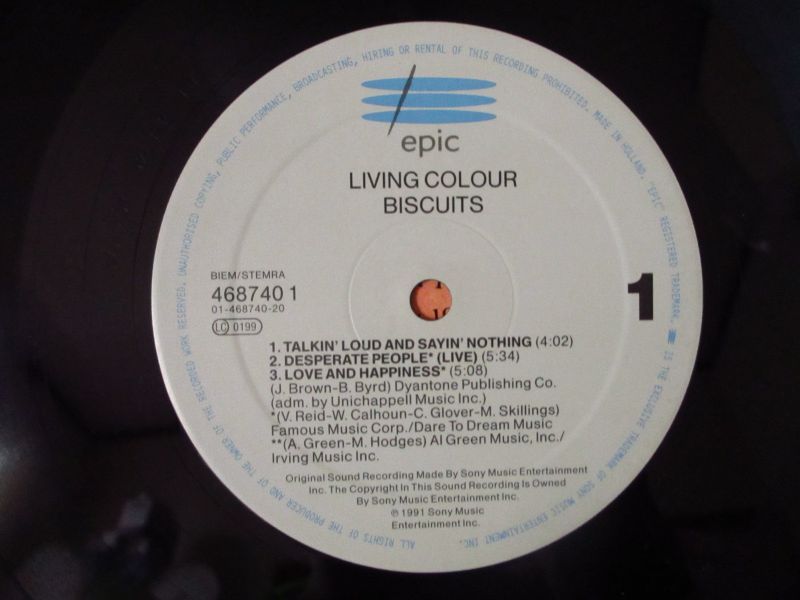 epic
LIVING COLOUR
BISCUITS
BIEM/STEMRA
468740 1
01-468740-20
LC 0199
1
1. TALKIN' LOUD AND SAYIN' NOTHING (4:02)
2. DESPERATE PEOPLE* (LIVE) (5:34)
3. LOVE AND HAPPINESS* (5:08)
(J. Brown-B. Byrd) Dyantone Publishing Co.
(adm. by Unichappell Music Inc.)
*(V. Reid-W. Calhoun-C. Glover-M. Skillings)
Famous Music Corp./Dare To Dream Music
**(A. Green-M. Hodges) Al Green Music, Inc./
Irving Music Inc.
Original Sound Recording Made By Sony Music Entertainment
Inc. The Copyright In This Sound Recording Is Owned
By Sony Music Entertainment Inc.
℗ 1991 Sony Music
Entertainment Inc.
ALL RIGHTS OF THE PRODUCER AND OF THE OWNER OF THE RECORDED WORK RESERVED. UNAUTHORISED COPYING, PUBLIC PERFORMANCE, BROADCASTING, HIRING OR RENTAL OF THIS RECORDING PROHIBITED. MADE IN HOLLAND. "EPIC" REGISTERED TRADEMARK. IS THE EXCLUSIVE TRADEMARK OF SONY MUSIC ENTERTAINMENT INC.